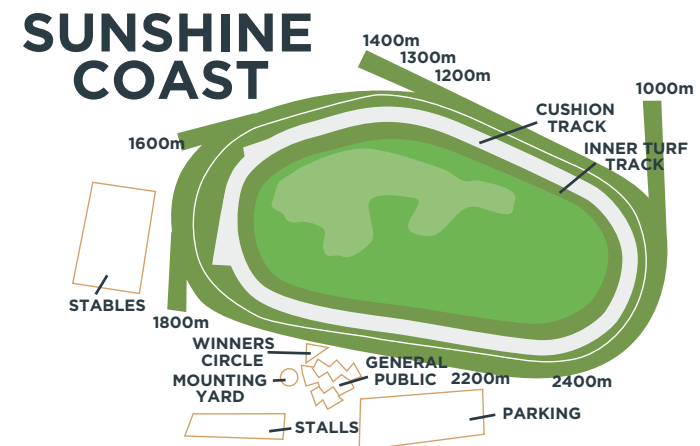 SUNSHINE
COAST
1400m
1300m
1200m
1000m
CUSHION
TRACK
INNER TURF
TRACK
1600m
STABLES
1800m
WINNERS
CIRCLE
MOUNTING
YARD
GENERAL
PUBLIC
2200m
2400m
STALLS
PARKING